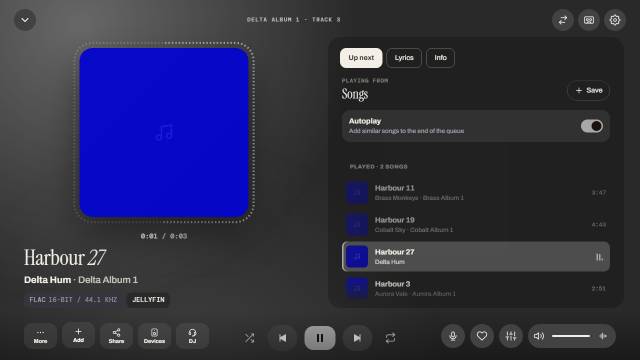 DELTA ALBUM 1 · TRACK 3
0:01 / 0:03
Harbour 27
Delta Hum · Delta Album 1
FLAC 16-BIT / 44.1 KHZ
JELLYFIN
Up next
Lyrics
Info
PLAYING FROM
Songs
+ Save
Autoplay
Add similar songs to the end of the queue
PLAYED · 2 SONGS
Harbour 11
Brass Monkeys · Brass Album 1
3:47
Harbour 19
Cobalt Sky · Cobalt Album 1
4:43
Harbour 27
Delta Hum
Harbour 3
Aurora Vale · Aurora Album 1
2:51
More
Add
Share
Devices
DJ